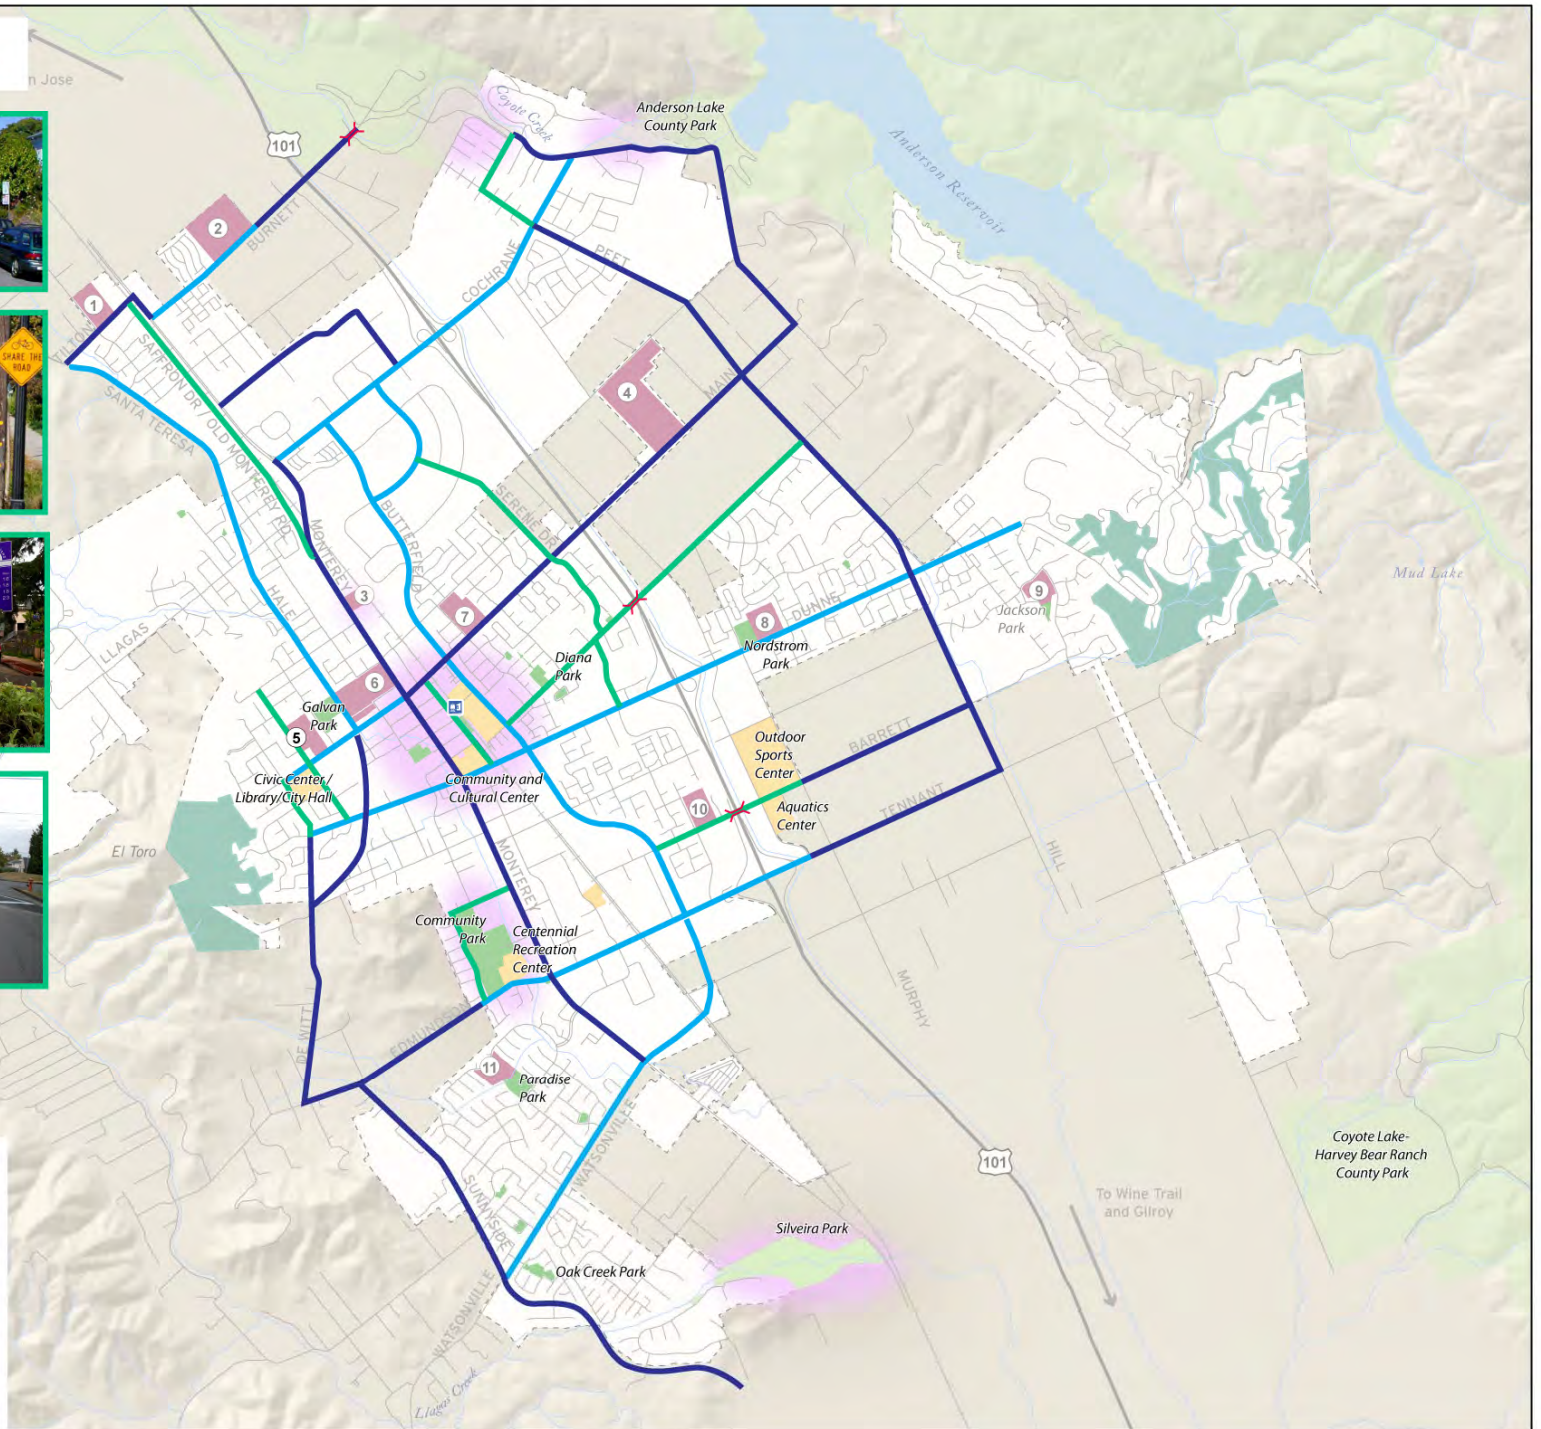 n Jose
101
Coyote Creek
Anderson Lake
County Park
Anderson Reservoir
2
BURNETT
1
PEET
COCHRANE
SHARE THE
ROAD
SAFFRON DR / OLD MONTEREY RD
SANTA TERESA
4
MAIN
MONTEREY
BUTTERFIELD
SERENE DR
Mud Lake
HALE
3
7
8
DUNNE
9
Jackson
Park
LLAGAS
Nordstrom
Park
Diana
Park
6
Galvan
Park
5
Outdoor
Sports
Center
BARRETT
Civic Center /
Library/City Hall
Community and
Cultural Center
10
Aquatics
Center
TENNANT
El Toro
MONTEREY
HILL
Community
Park
Centennial
Recreation
Center
MURPHY
DE WITT
EDMUNDSON
11
Paradise
Park
WATSONVILLE
Coyote Lake-
Harvey Bear Ranch
County Park
101
SUNNYSIDE
To Wine Trail
and Gilroy
Silveira Park
Oak Creek Park
WATSONVILLE
Llagas Creek